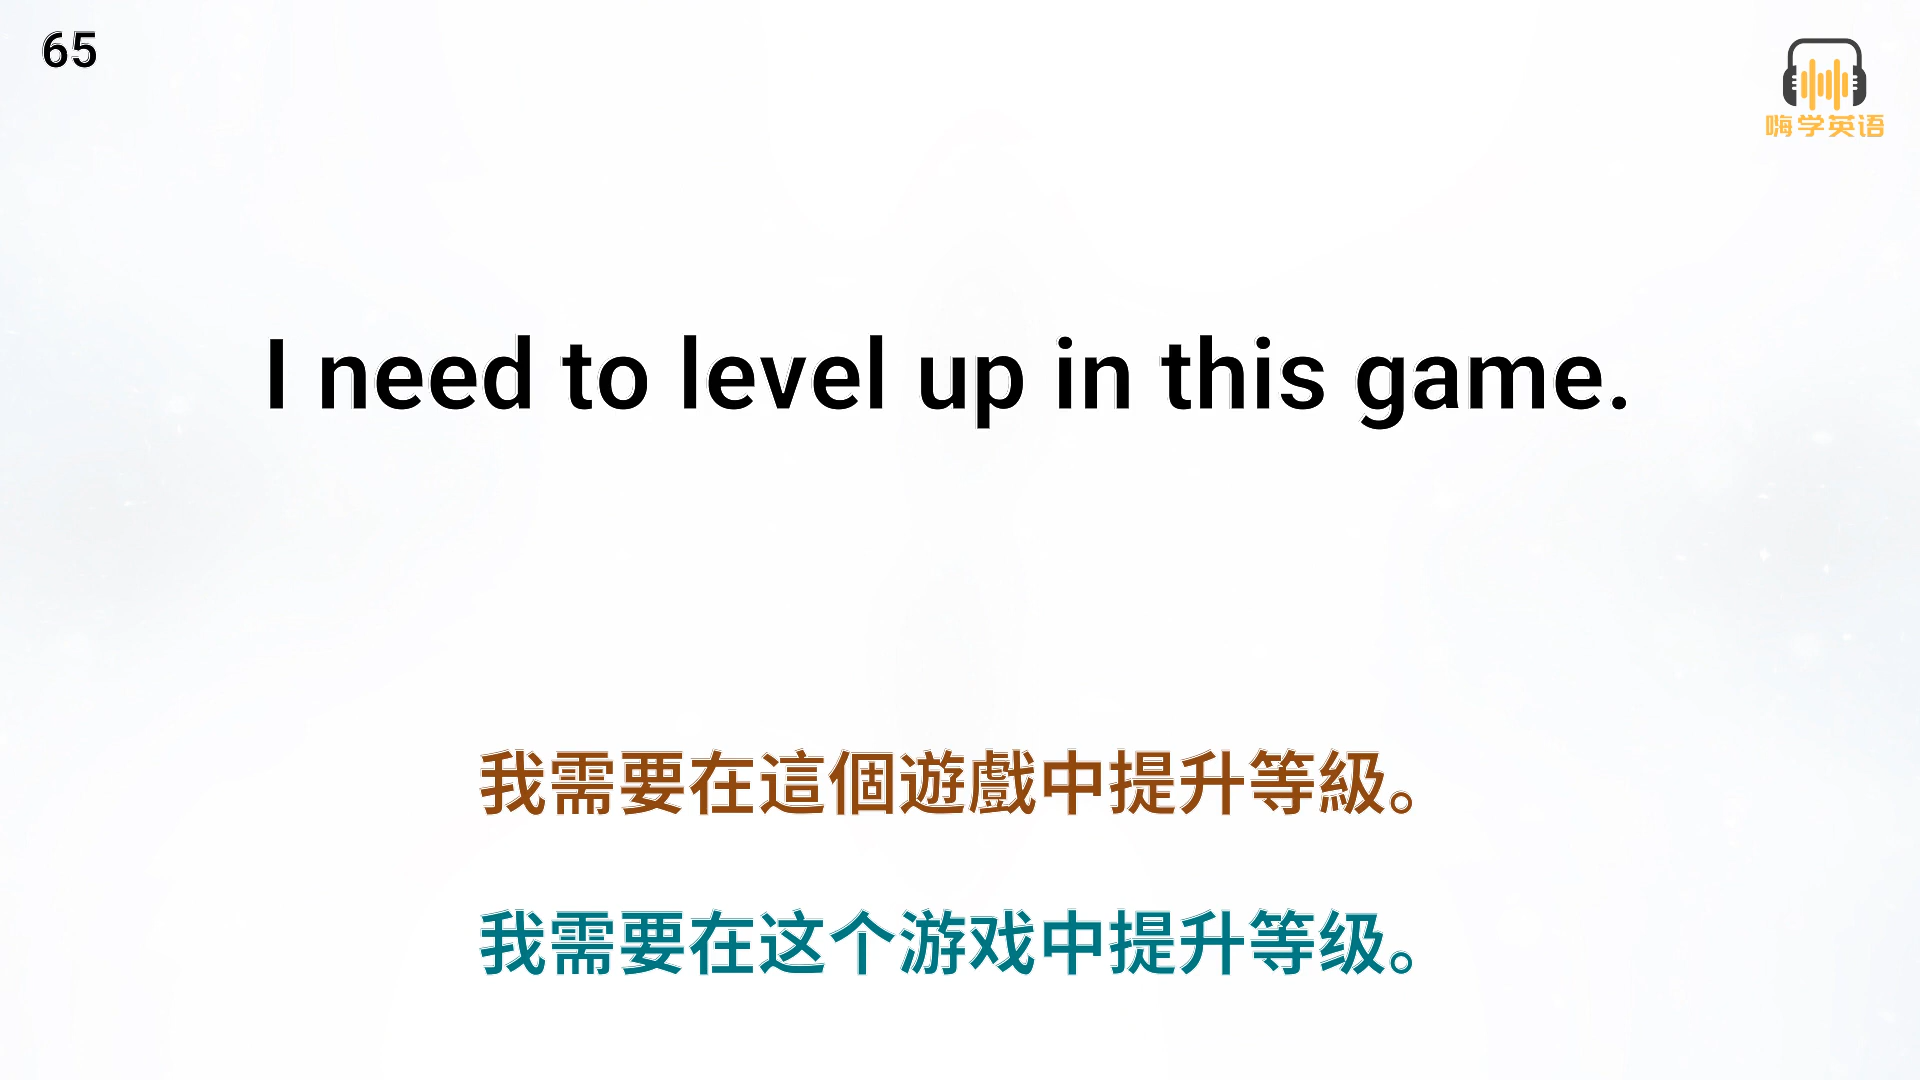 65
嗨学英语
I need to level up in this game.
我需要在這個遊戲中提升等級。
我需要在这个游戏中提升等级。